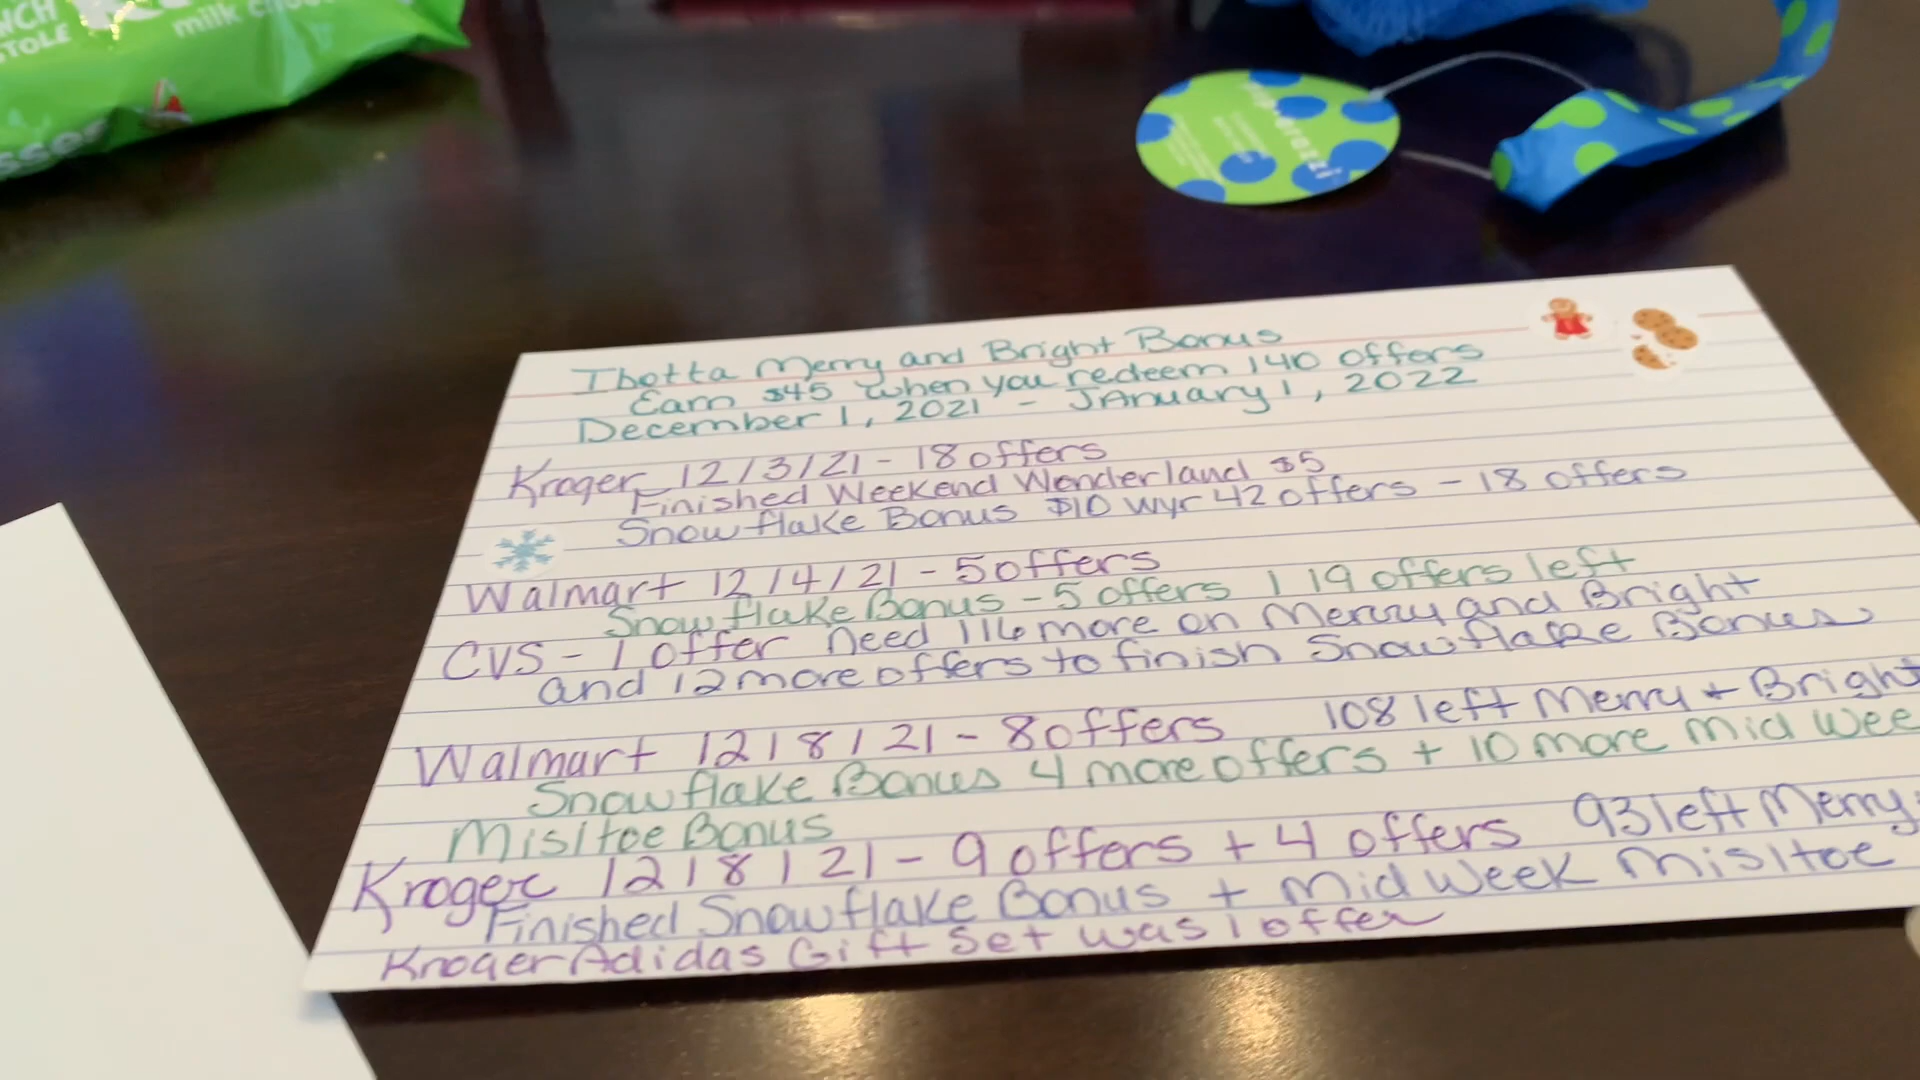 NCH
STOLE
milk
Ibotta Merry and Bright Bonus
Earn $45 when you redeem 140 offers
December 1, 2021 - JAnuary 1, 2022
Kroger 12/3/21 - 18 offers
Finished Weekend Wonderland $5
Snowflake Bonus $10 wyr 42 offers - 18 offers
Walmart 12/4/21 - 5 offers
Snowflake Bonus - 5 offers | 19 offers left
CVS - 1 offer need 116 more on Merry and Bright
and 12 more offers to finish Snowflake Bonus
Walmart 12/8/21 - 8 offers 108 left Merry + Bright
Snowflake Bonus 4 more offers + 10 more Mid Wee
Misltoe Bonus
Kroger 12/8/21 - 9 offers + 4 offers 93 left Merry
Finished Snowflake Bonus + Mid Week Misltoe
Kroger Adidas Gift Set was 1 offer